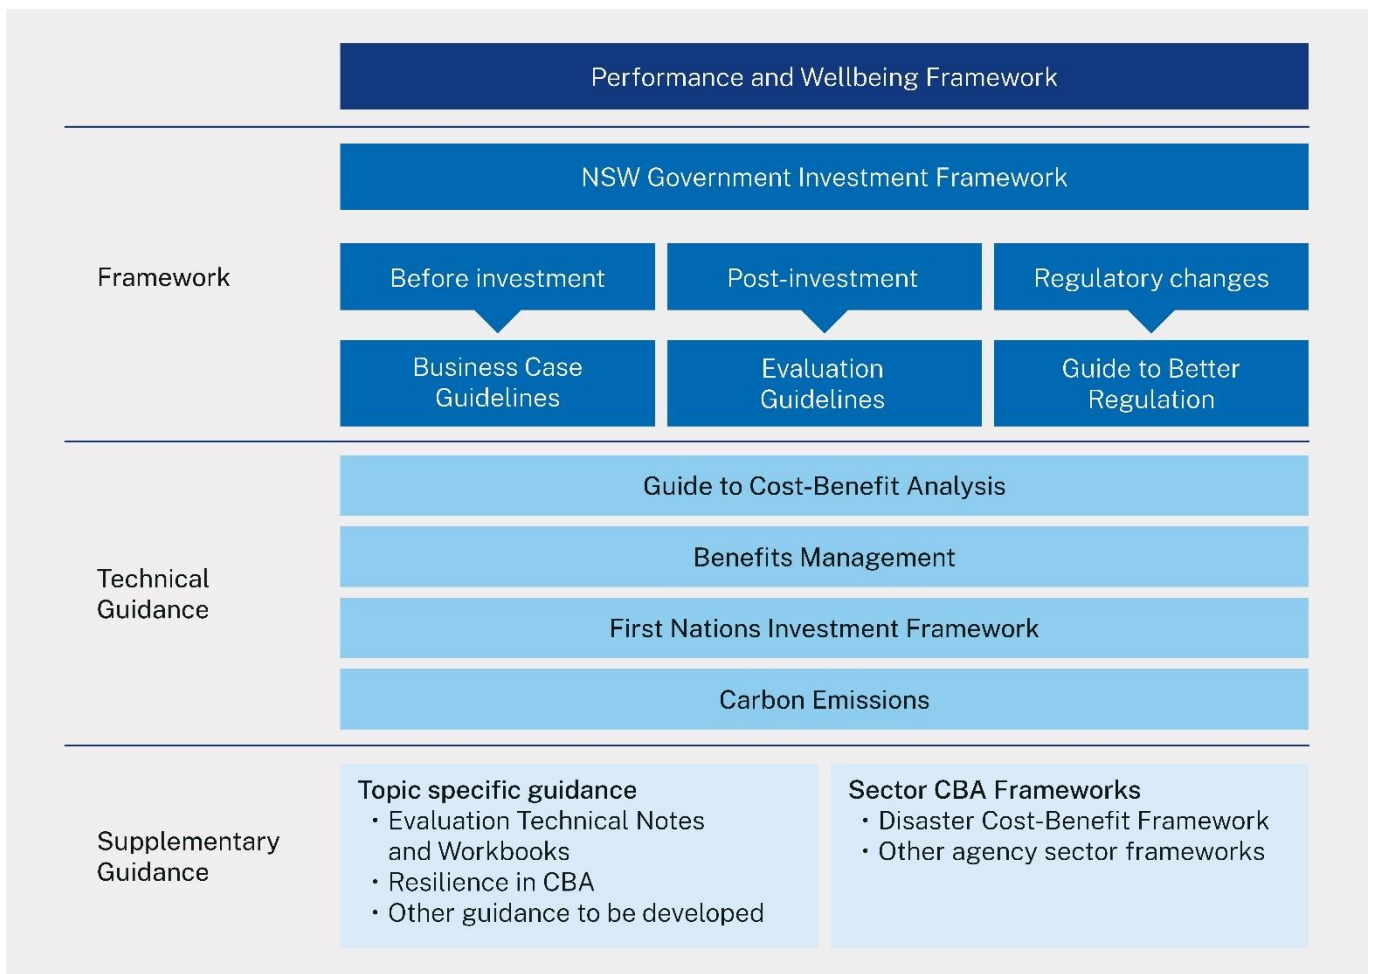 Performance and Wellbeing Framework
NSW Government Investment Framework
Framework
Before investment
Post-investment
Regulatory changes
Business Case
Guidelines
Evaluation
Guidelines
Guide to Better
Regulation
Technical
Guidance
Guide to Cost-Benefit Analysis
Benefits Management
First Nations Investment Framework
Carbon Emissions
Supplementary
Guidance
Topic specific guidance
· Evaluation Technical Notes
and Workbooks
· Resilience in CBA
· Other guidance to be developed
Sector CBA Frameworks
· Disaster Cost-Benefit Framework
· Other agency sector frameworks